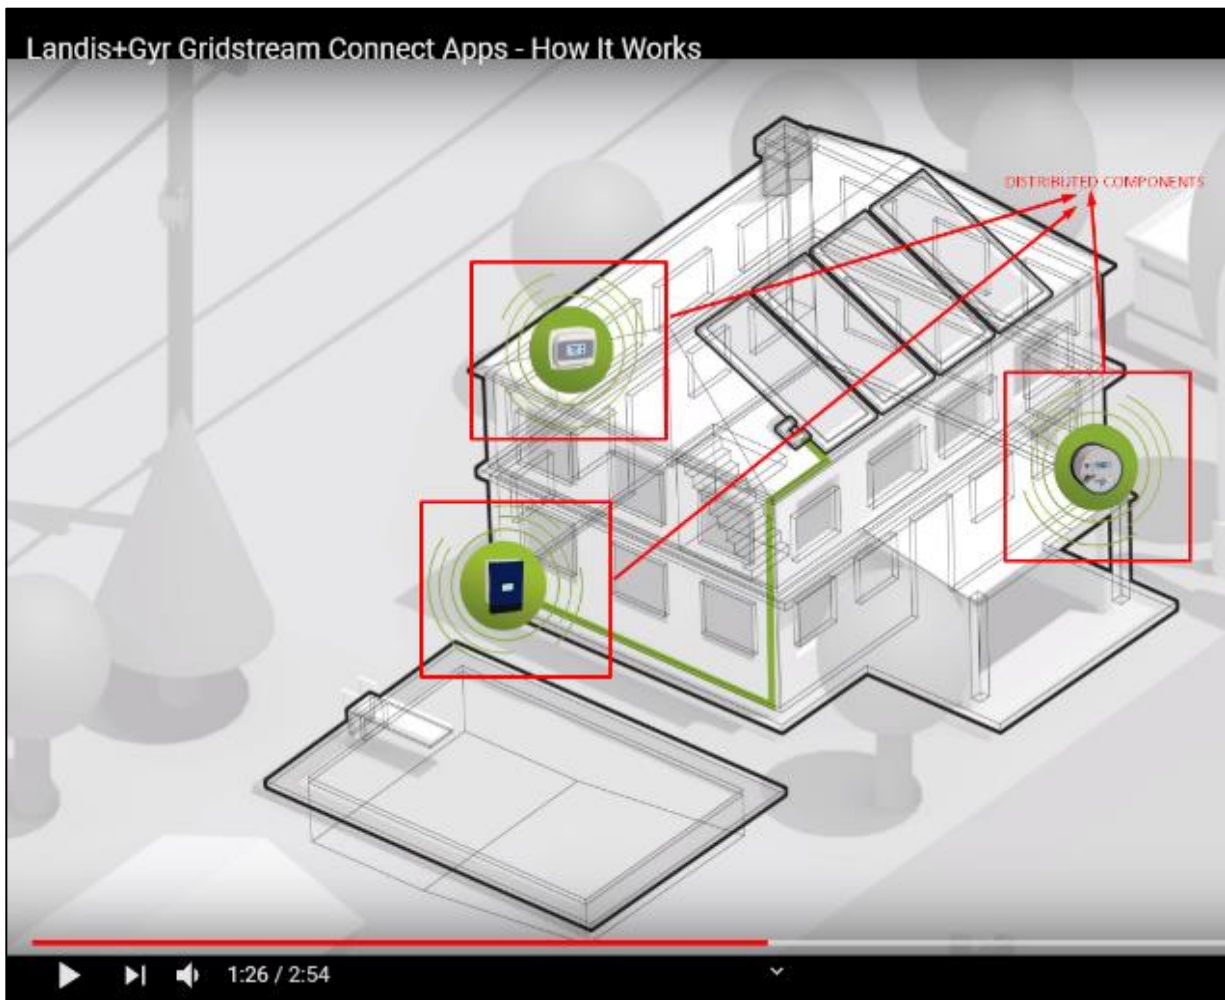 Landis+Gyr Gridstream Connect Apps - How It Works
DISTRIBUTED COMPONENTS
1:26 / 2:54